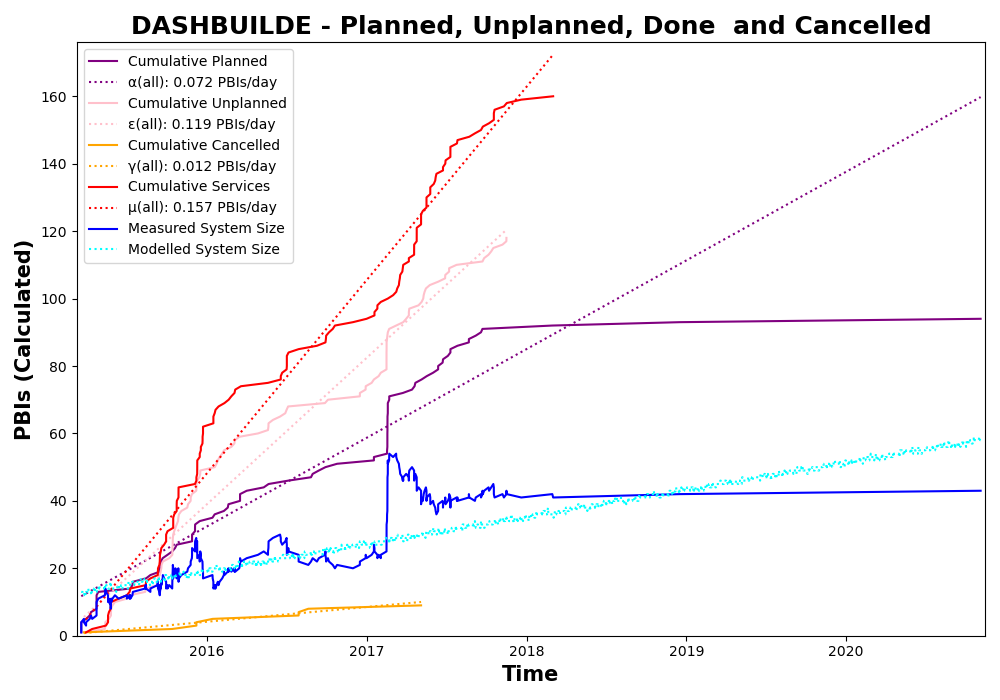 DASHBUILDE - Planned, Unplanned, Done  and Cancelled
Cumulative Planned
α(all): 0.072 PBIs/day
Cumulative Unplanned
ε(all): 0.119 PBIs/day
Cumulative Cancelled
γ(all): 0.012 PBIs/day
Cumulative Services
μ(all): 0.157 PBIs/day
Measured System Size
Modelled System Size
PBIs (Calculated)
160
140
120
100
80
60
40
20
0
2016 2017 2018 2019 2020
Time